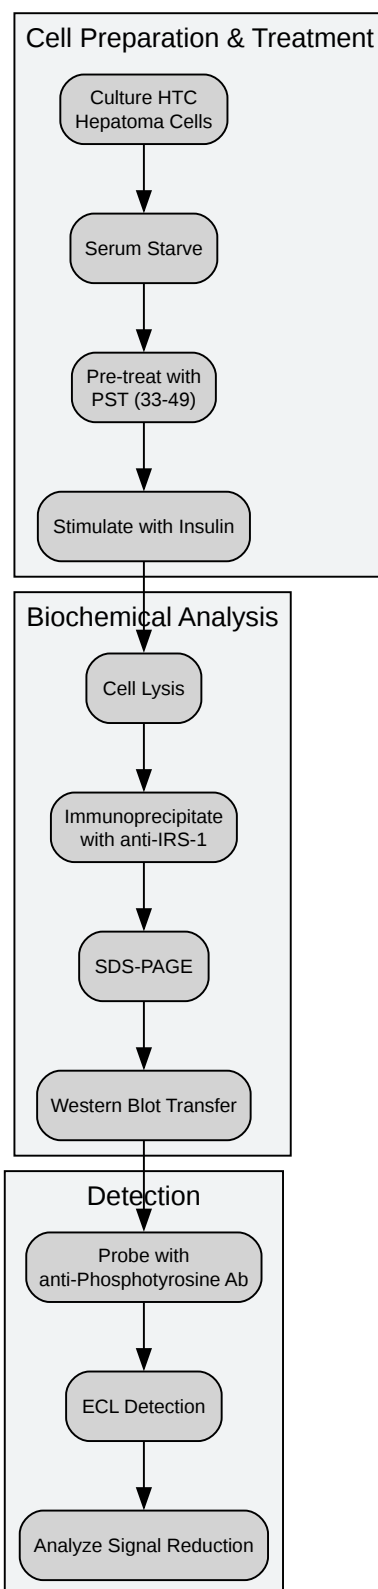 Cell Preparation & Treatment
Culture HTC
Hepatoma Cells
Serum Starve
Pre-treat with
PST (33-49)
Stimulate with Insulin
Biochemical Analysis
Cell Lysis
Immunoprecipitate
with anti-IRS-1
SDS-PAGE
Western Blot Transfer
Detection
Probe with
anti-Phosphotyrosine Ab
ECL Detection
Analyze Signal Reduction